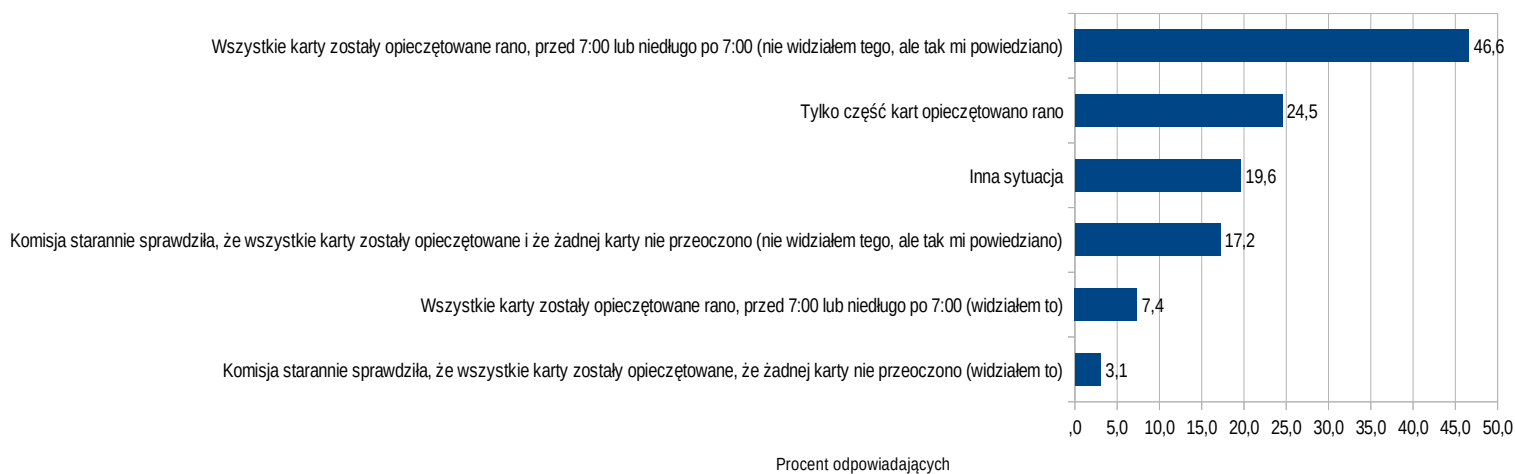 Wszystkie karty zostały opieczętowane rano, przed 7:00 lub niedługo po 7:00 (nie widziałem tego, ale tak mi powiedziano) 46,6
Tylko część kart opieczętowano rano 24,5
Inna sytuacja 19,6
Komisja starannie sprawdziła, że wszystkie karty zostały opieczętowane i że żadnej karty nie przeoczono (nie widziałem tego, ale tak mi powiedziano) 17,2
Wszystkie karty zostały opieczętowane rano, przed 7:00 lub niedługo po 7:00 (widziałem to) 7,4
Komisja starannie sprawdziła, że wszystkie karty zostały opieczętowane, że żadnej karty nie przeoczono (widziałem to) 3,1
,0 5,0 10,0 15,0 20,0 25,0 30,0 35,0 40,0 45,0 50,0
Procent odpowiadających